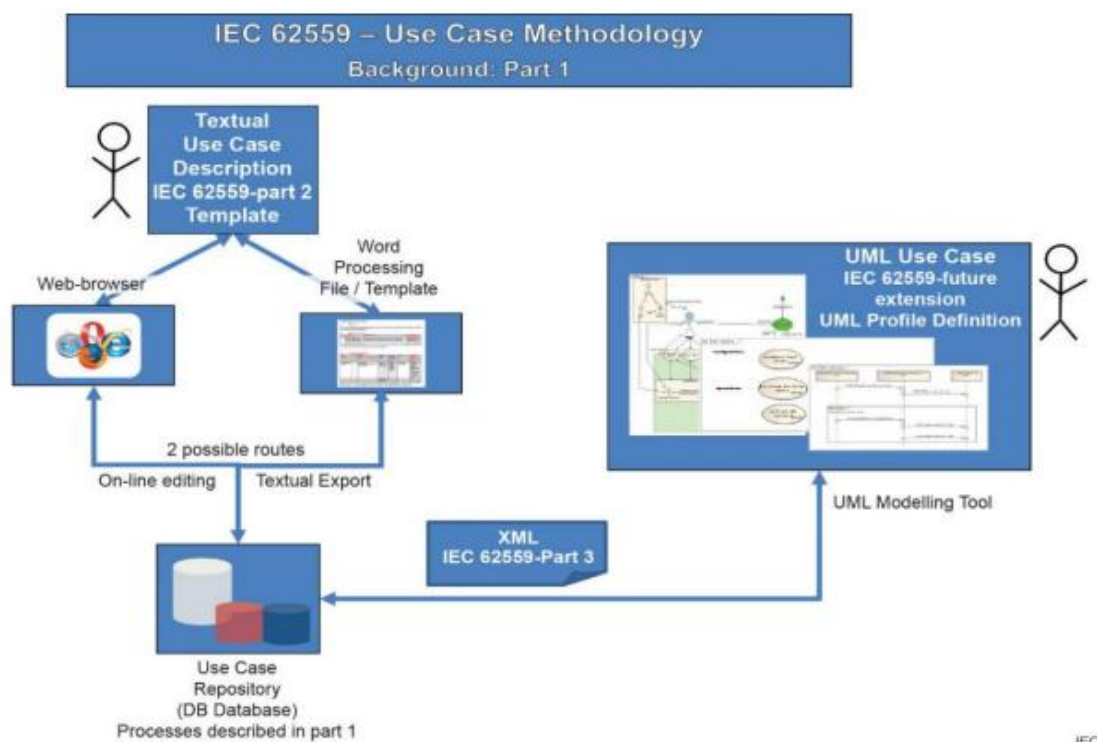 IEC 62559 – Use Case Methodology
Background: Part 1
Textual
Use Case
Description
IEC 62559-part 2
Template
Web-browser
Word
Processing
File / Template
UML Use Case
IEC 62559-future
extension
UML Profile Definition
2 possible routes
On-line editing
Textual Export
UML Modelling Tool
XML
IEC 62559-Part 3
Use Case
Repository
(DB Database)
Processes described in part 1
IEC